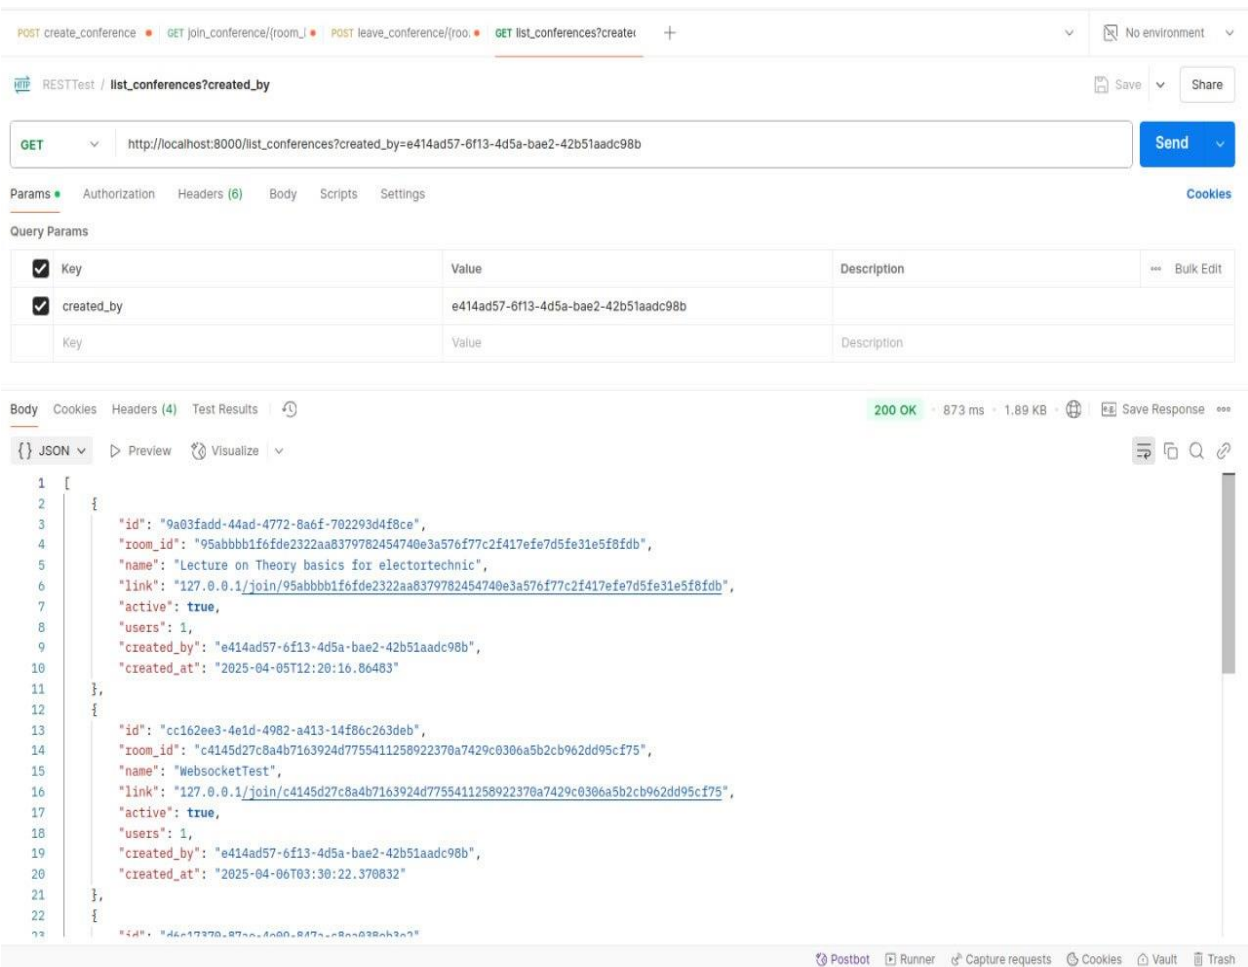 POST create_conference GET join_conference/{room_i POST leave_conference/{roo. GET list_conferences?created No environment
HTTP RESTTest / list_conferences?created_by Save Share
GET http://localhost:8000/list_conferences?created_by=e414ad57-6f13-4d5a-bae2-42b51aadc98b Send
Params Authorization Headers (6) Body Scripts Settings Cookies
Query Params
Key Value Description Bulk Edit
created_by e414ad57-6f13-4d5a-bae2-42b51aadc98b
Key Value Description
Body Cookies Headers (4) Test Results 200 OK 873 ms 1.89 KB Save Response
{} JSON Preview Visualize
1 [
2 {
3 "id": "9a03fadd-44ad-4772-8a6f-702293d4f8ce",
4 "room_id": "95abbbb1f6fde2322aa8379782454740e3a576f77c2f417efe7d5fe31e5f8fdb",
5 "name": "Lecture on Theory basics for electortechnic",
6 "link": "127.0.0.1/join/95abbbb1f6fde2322aa8379782454740e3a576f77c2f417efe7d5fe31e5f8fdb",
7 "active": true,
8 "users": 1,
9 "created_by": "e414ad57-6f13-4d5a-bae2-42b51aadc98b",
10 "created_at": "2025-04-05T12:20:16.86483"
11 },
12 {
13 "id": "cc162ee3-4e1d-4982-a413-14f86c263deb",
14 "room_id": "c4145d27c8a4b7163924d7755411258922370a7429c0306a5b2cb962dd95cf75",
15 "name": "WebsocketTest",
16 "link": "127.0.0.1/join/c4145d27c8a4b7163924d7755411258922370a7429c0306a5b2cb962dd95cf75",
17 "active": true,
18 "users": 1,
19 "created_by": "e414ad57-6f13-4d5a-bae2-42b51aadc98b",
20 "created_at": "2025-04-06T03:30:22.370832"
21 },
22 {
23 "id":
Postbot Runner Capture requests Cookies Vault Trash